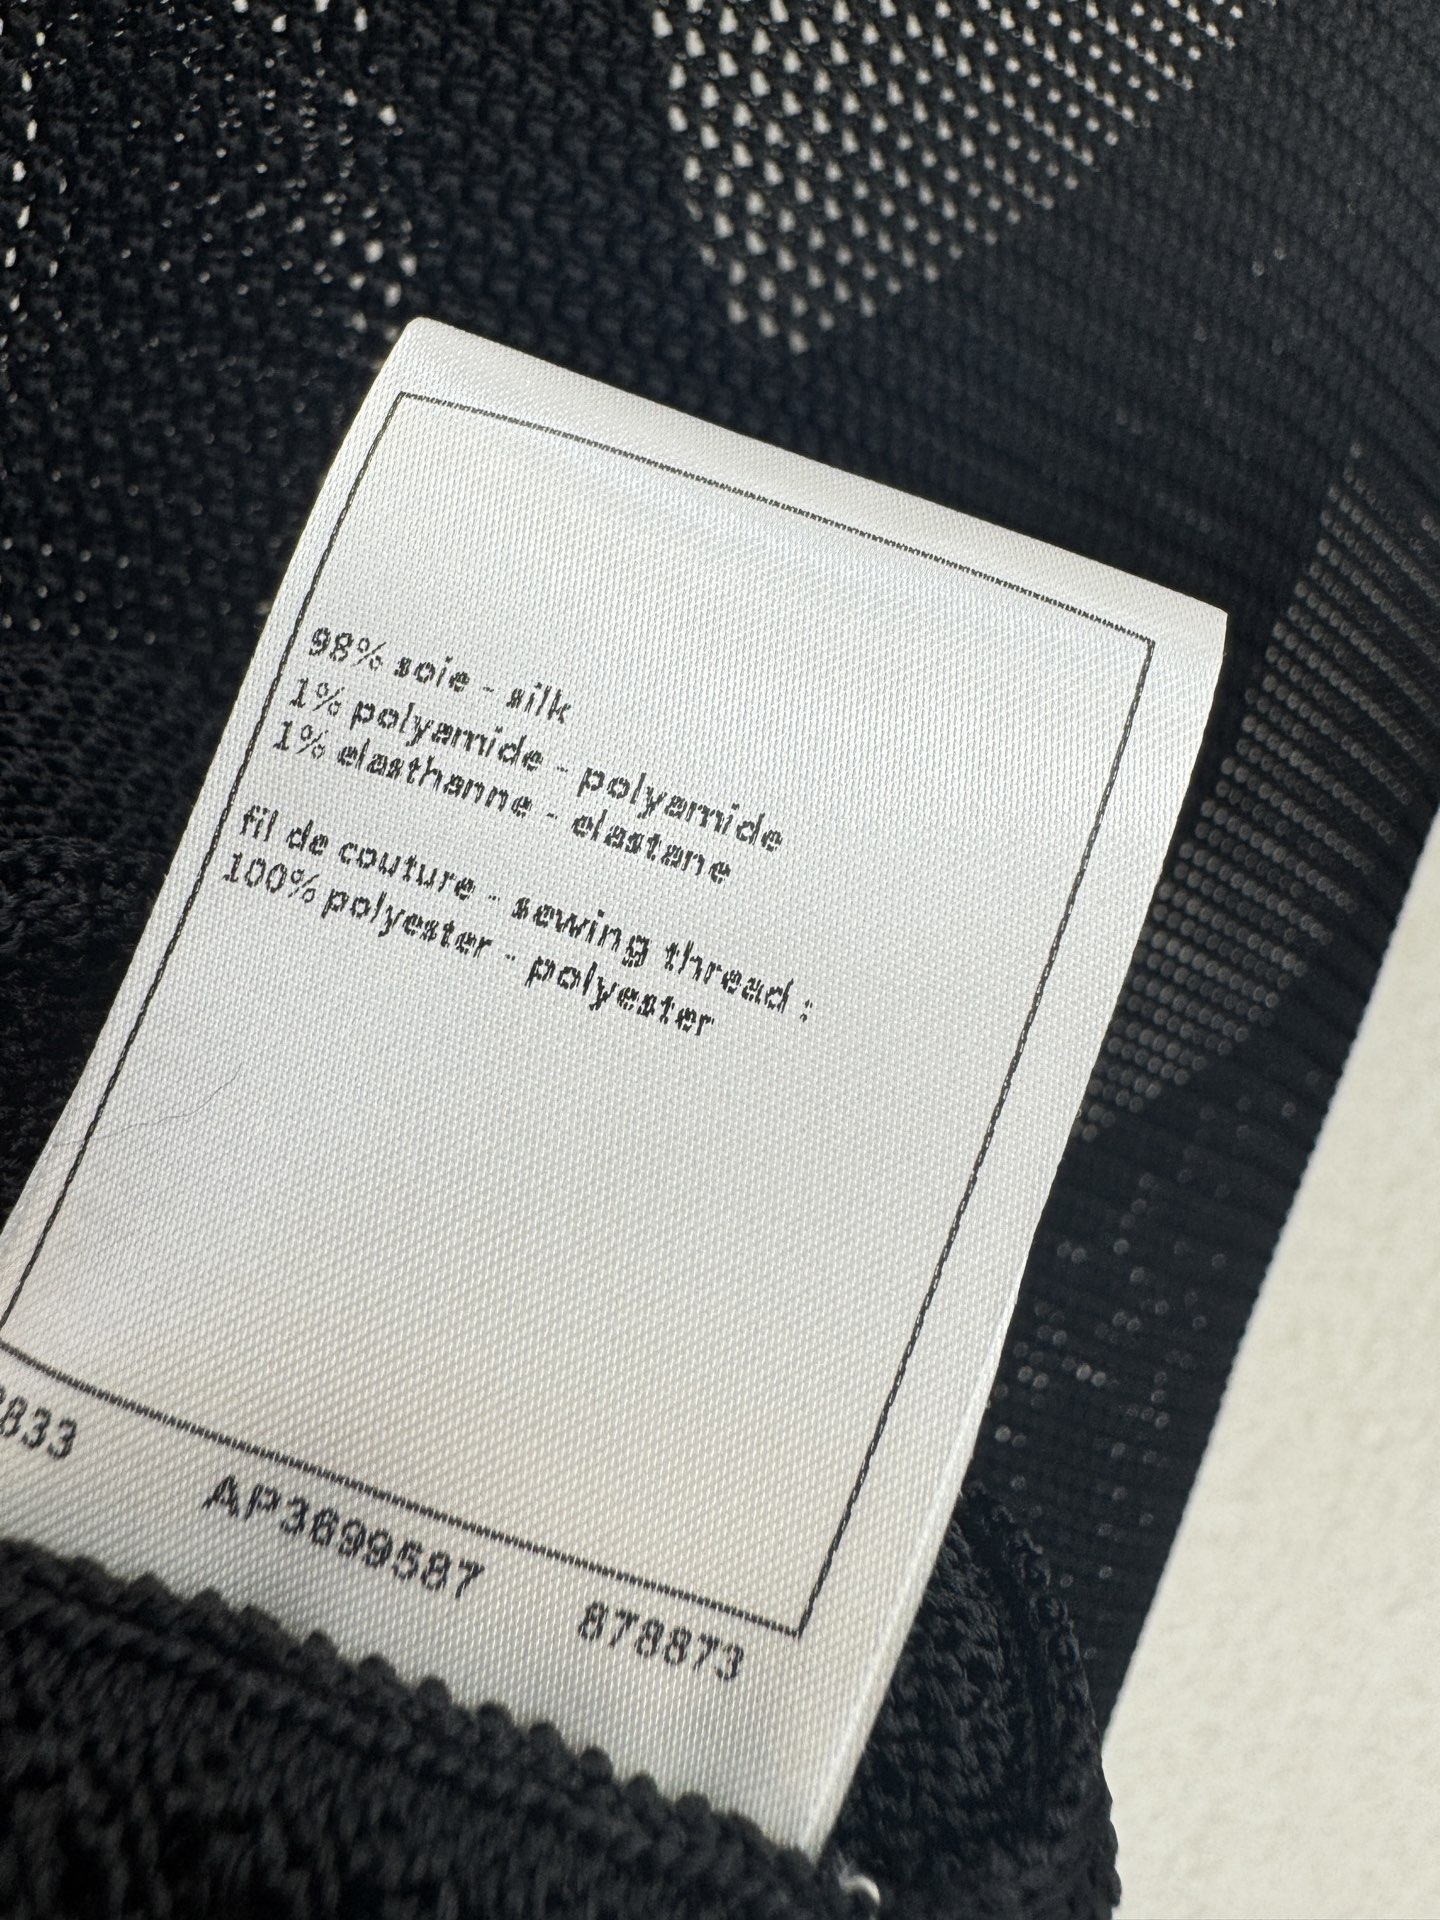 98% soie - silk
1% polyamide - polyamide
1% elasthanne - elastane
fil de couture - sewing thread :
100% polyester - polyester
833
AP3699587
878873